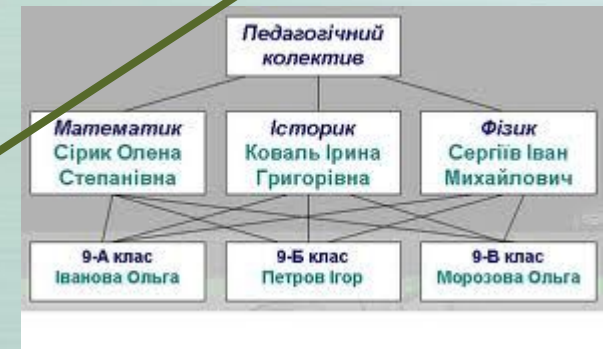 Педагогічний
колектив
Математик
Сірик Олена
Степанівна
Історик
Коваль Ірина
Григорівна
Фізик
Сергіїв Іван
Михайлович
9-А клас
Іванова Ольга
9-Б клас
Петров Ігор
9-В клас
Морозова Ольга